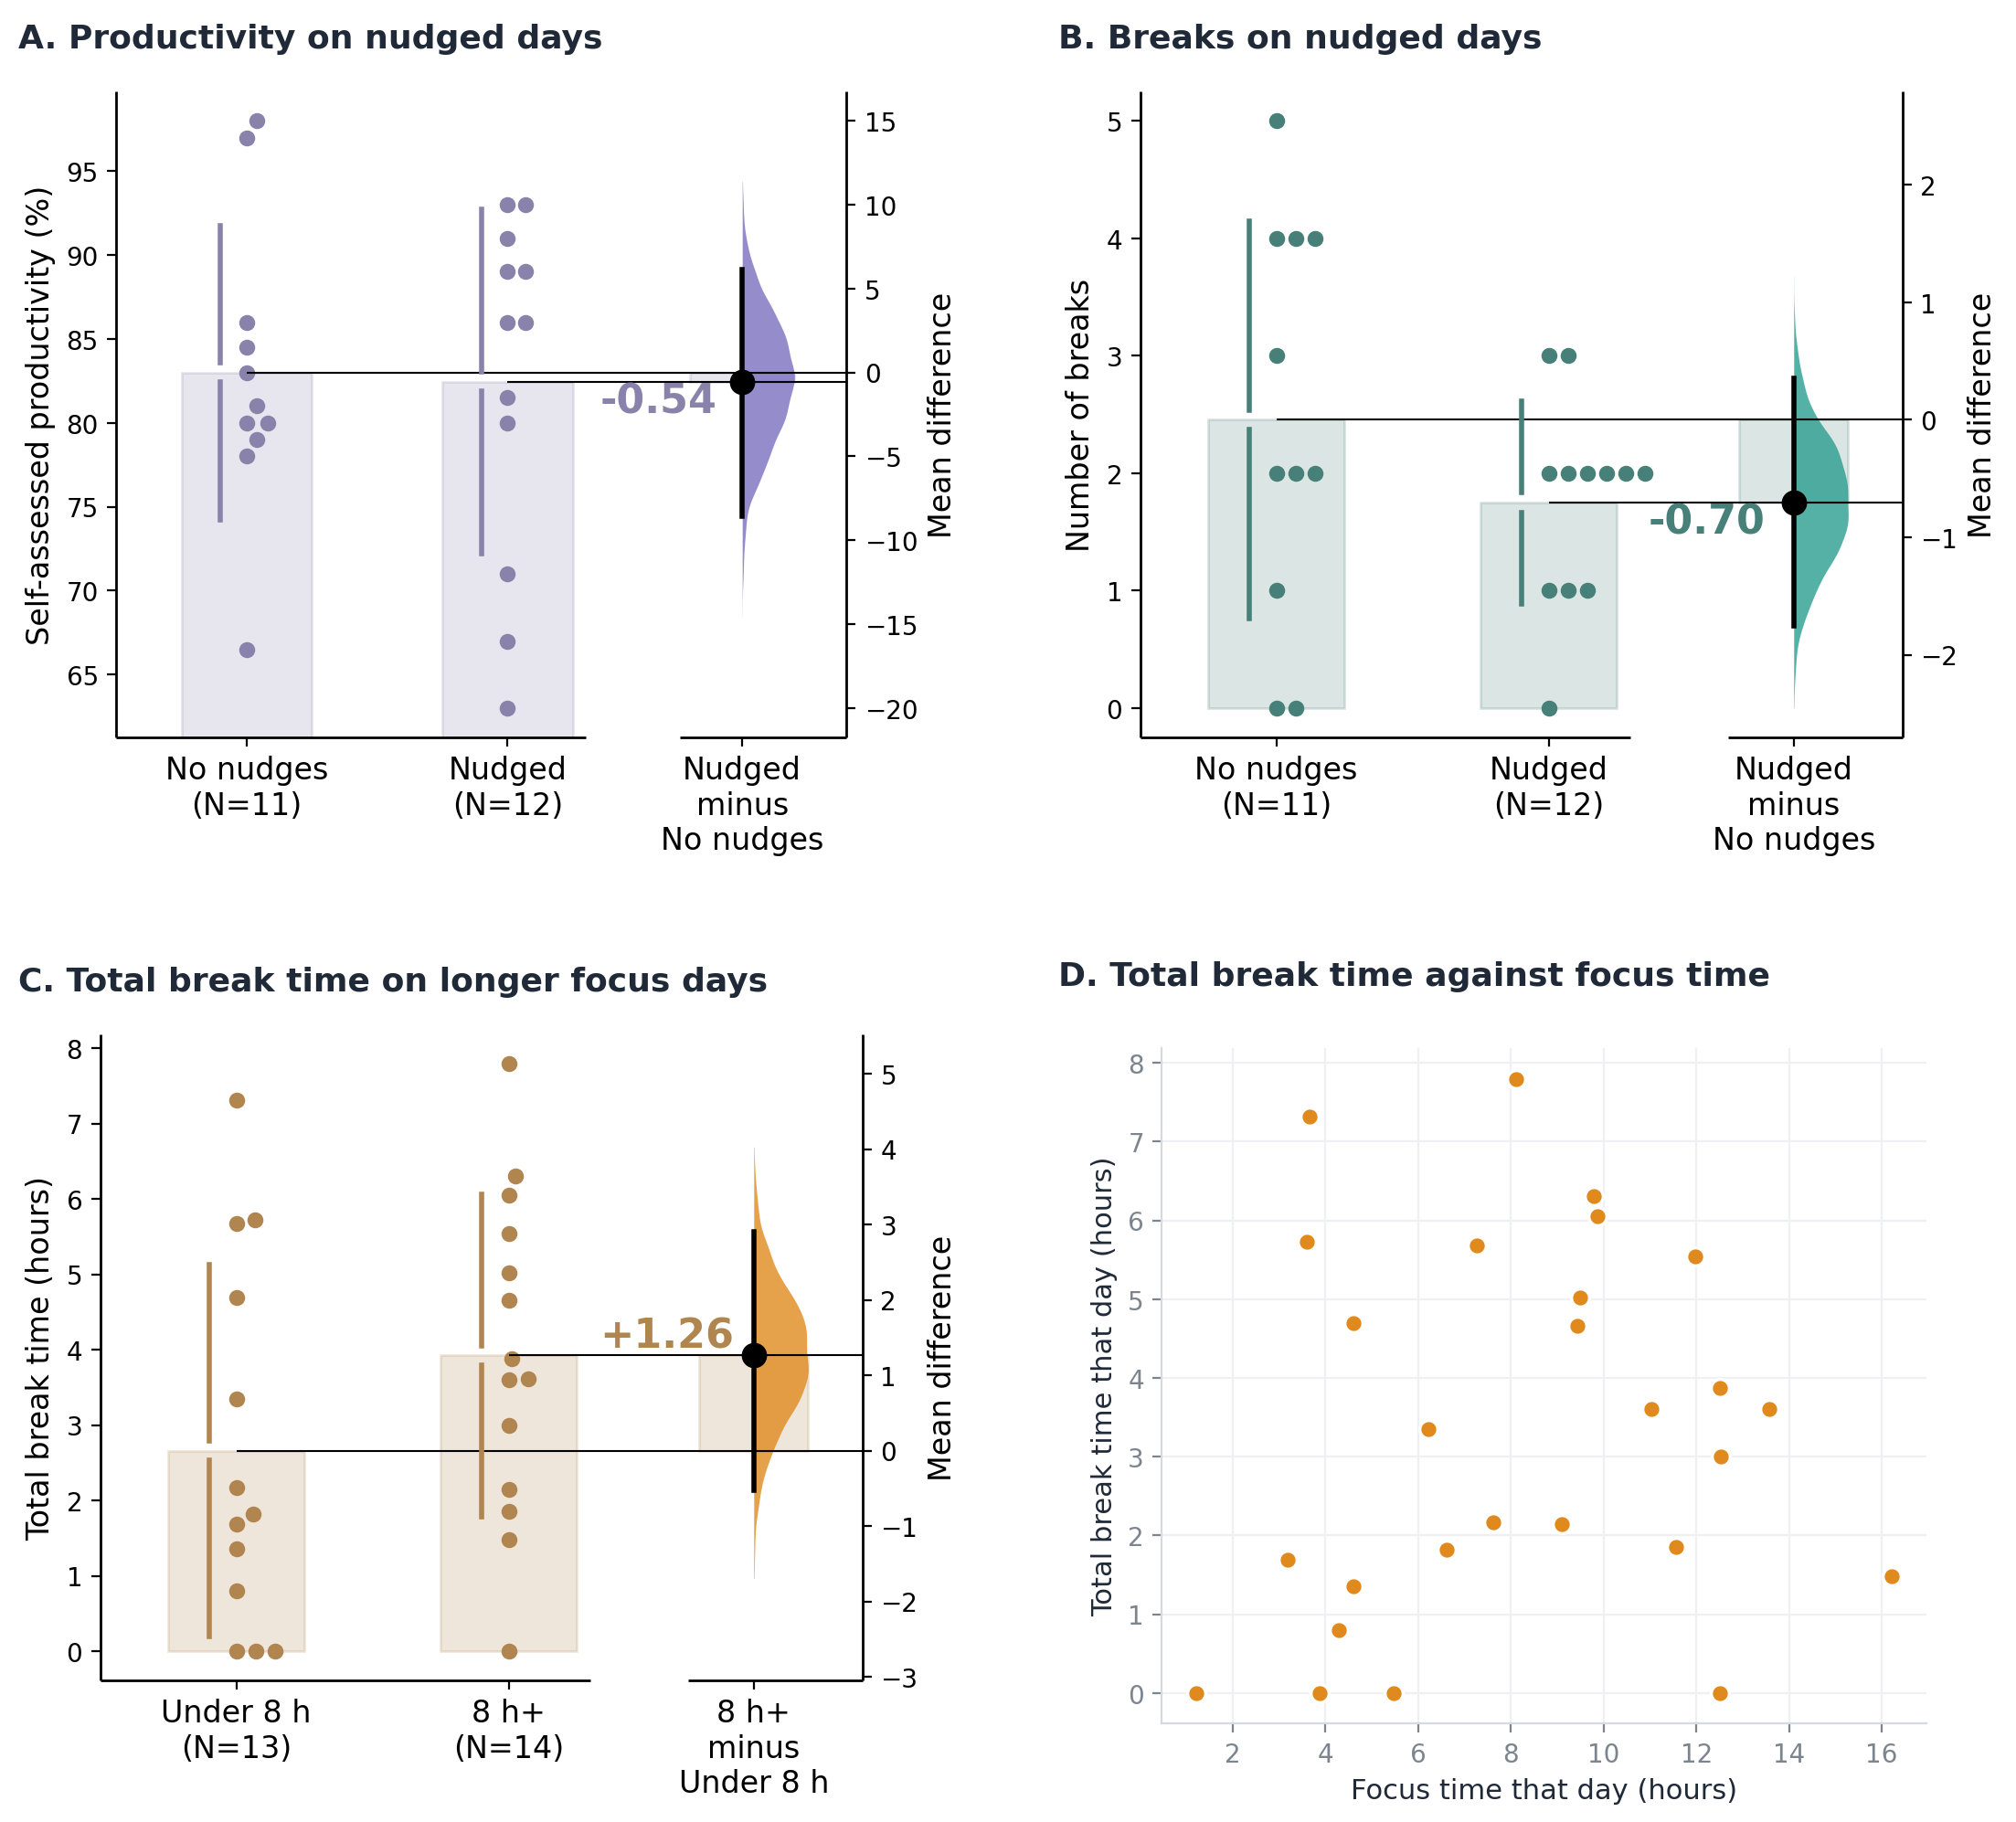 A. Productivity on nudged days
Self-assessed productivity (%)
95
90
85
80
75
70
65
-0.54
15
10
5
0
−5
−10
−15
−20
Mean difference
No nudges
(N=11)
Nudged
(N=12)
Nudged
minus
No nudges
B. Breaks on nudged days
Number of breaks
5
4
3
2
1
0
-0.70
2
1
0
−1
−2
Mean difference
No nudges
(N=11)
Nudged
(N=12)
Nudged
minus
No nudges
C. Total break time on longer focus days
Total break time (hours)
8
7
6
5
4
3
2
1
0
+1.26
5
4
3
2
1
0
−1
−2
−3
Mean difference
Under 8 h
(N=13)
8 h+
(N=14)
8 h+
minus
Under 8 h
D. Total break time against focus time
Total break time that day (hours)
8
7
6
5
4
3
2
1
0
2 4 6 8 10 12 14 16
Focus time that day (hours)